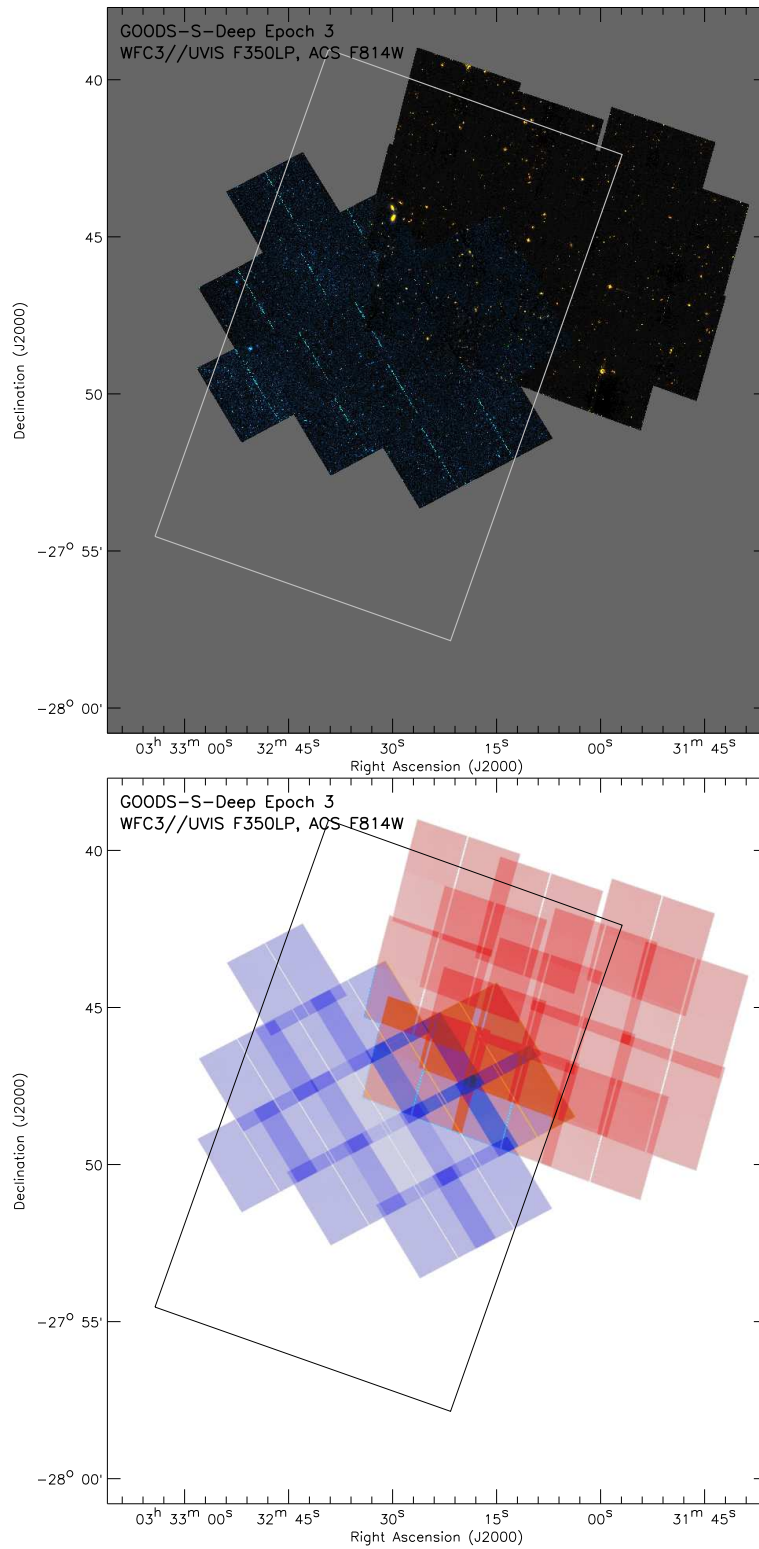 GOODS-S-Deep Epoch 3
WFC3//UVIS F350LP, ACS F814W
40
45
50
-27° 55'
-28° 00'
Declination (J2000)
03ʰ 33ᵐ 00ˢ 32ᵐ 45ˢ 30ˢ 15ˢ 00ˢ 31ᵐ 45ˢ
Right Ascension (J2000)
GOODS-S-Deep Epoch 3
WFC3//UVIS F350LP, ACS F814W
40
45
50
-27° 55'
-28° 00'
Declination (J2000)
03ʰ 33ᵐ 00ˢ 32ᵐ 45ˢ 30ˢ 15ˢ 00ˢ 31ᵐ 45ˢ
Right Ascension (J2000)